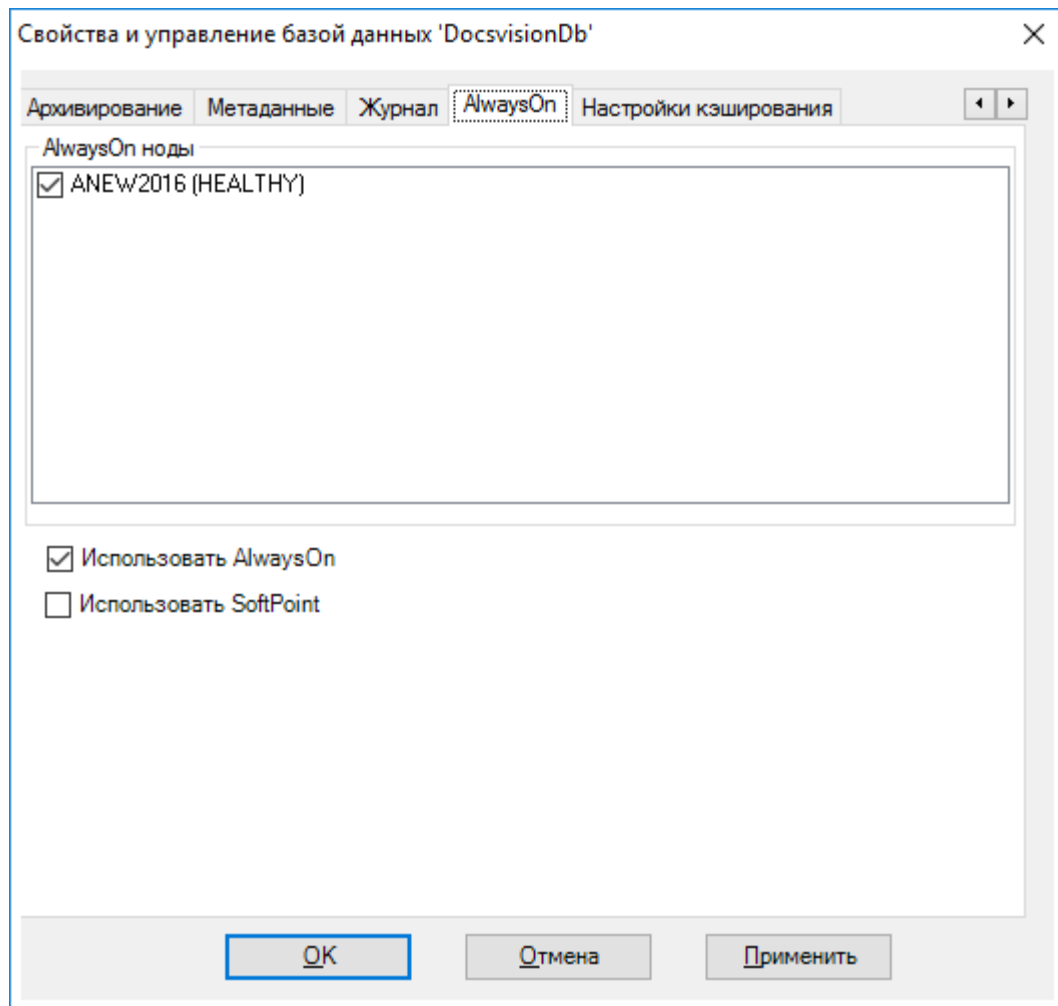 Свойства и управление базой данных 'DocsvisionDb'
Архивирование Метаданные Журнал AlwaysOn Настройки кэширования
AlwaysOn ноды
ANEW2016 (HEALTHY)
Использовать AlwaysOn
Использовать SoftPoint
OK Отмена Применить